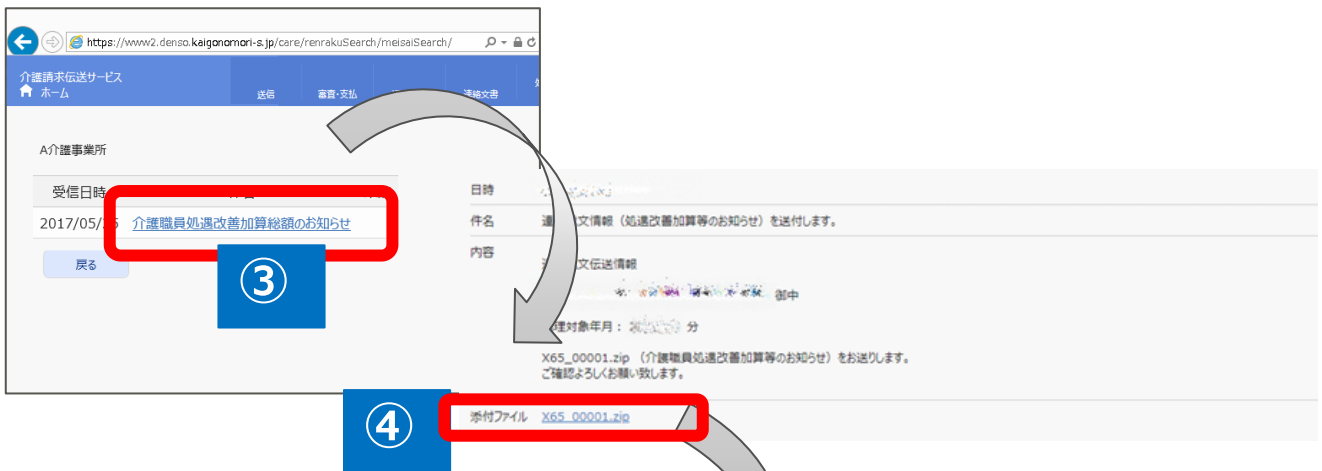 https://www2.denso.kaigonomori-s.jp/care/renrakuSearch/meisaiSearch/
介護請求伝送サービス
ホーム
送信
審査・支払
連絡文書
A介護事業所
受信日時
2017/05/
介護職員処遇改善加算総額のお知らせ
戻る
③
日時
件名
文情報（処遇改善加算等のお知らせ）を送付します。
内容
文伝送情報
御中
理対象年月：
分
X65_00001.zip （介護職員処遇改善加算等のお知らせ）をお送りします。
ご確認よろしくお願い致します。
④
添付ファイル X65_00001.zip